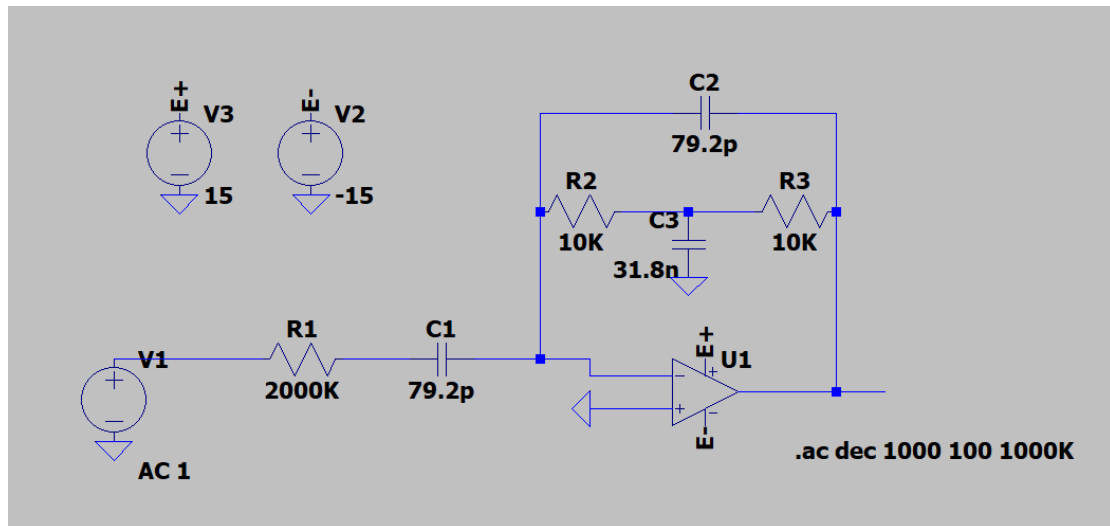 E+
V3
15
E-
V2
-15
C2
79.2p
R2
10K
C3
31.8n
R3
10K
V1
AC 1
R1
2000K
C1
79.2p
E+
U1
E-
.ac dec 1000 100 1000K